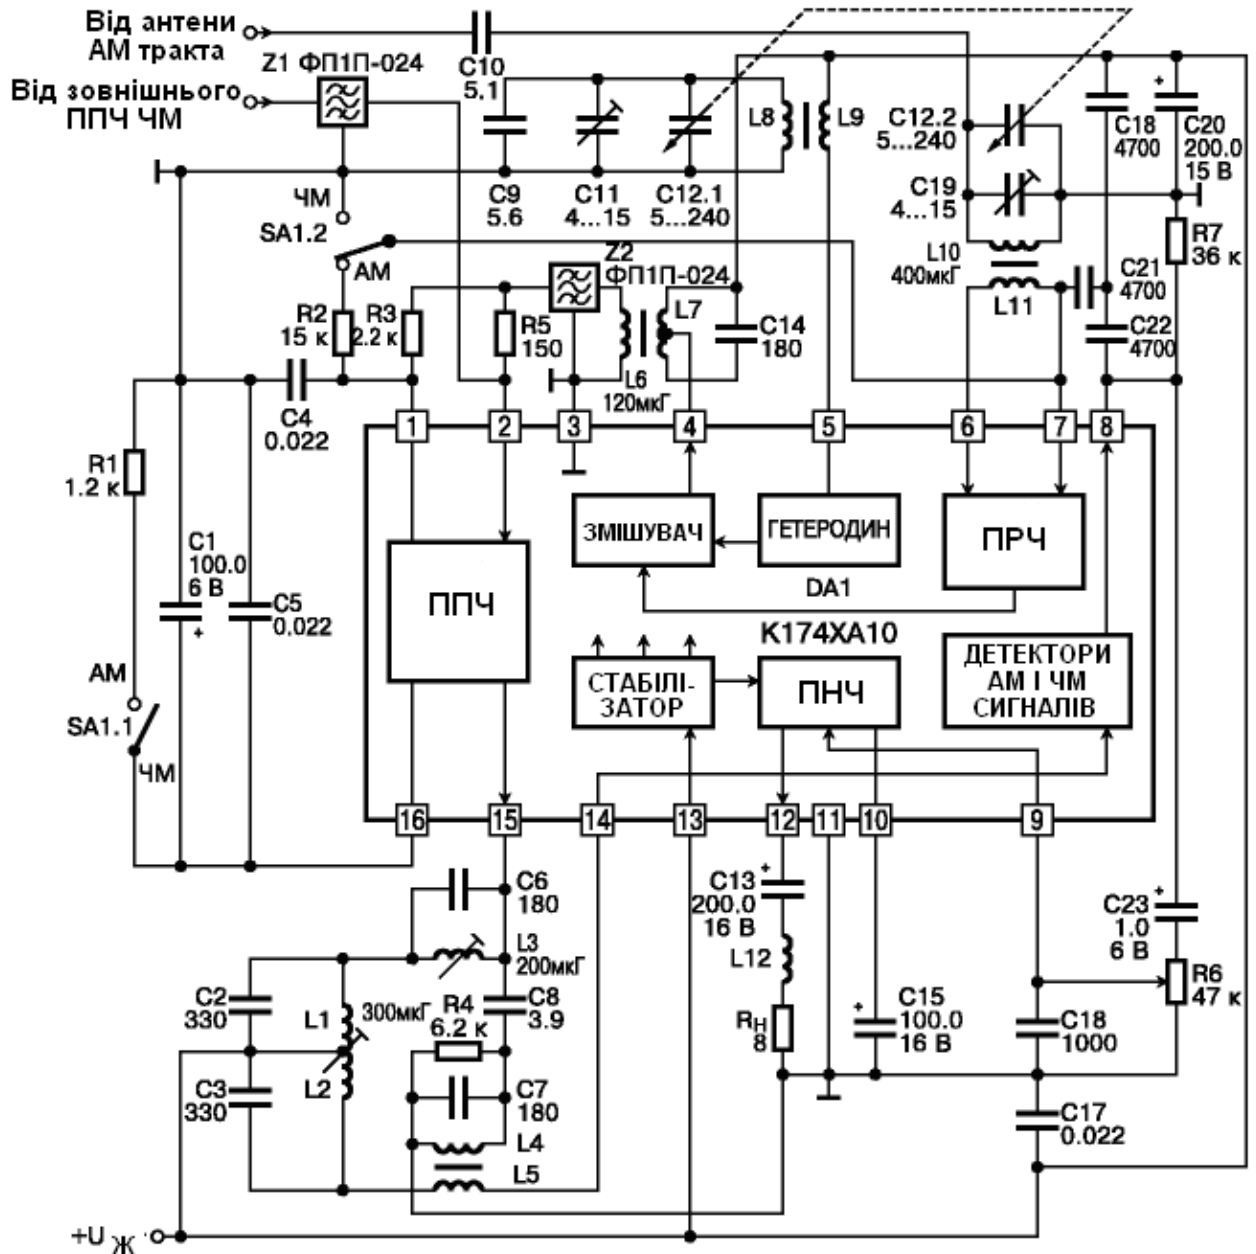 Від антени
АМ тракта
Z1 ФП1П-024
Від зовнішнього
ППЧ ЧМ
C10
5.1
L8
L9
C12.2
5...240
C18
4700
+
C20
200.0
15 В
C9
5.6
C11
4...15
C12.1
5...240
C19
4...15
ЧМ
SA1.2
АМ
Z2
ФП1П-024
L10
400мкГ
L11
C21
4700
R7
36 к
R2
15 к
R3
2.2 к
R5
150
L7
L6
120мкГ
C14
180
C22
4700
C4
0.022
1
2
3
4
5
6
7
8
R1
1.2 к
C1
100.0
6 В
+
C5
0.022
ППЧ
ЗМІШУВАЧ
ГЕТЕРОДИН
ПРЧ
DA1
К174ХА10
СТАБІЛІ-
ЗАТОР
ПНЧ
ДЕТЕКТОРИ
АМ І ЧМ
СИГНАЛІВ
АМ
SA1.1
ЧМ
16
15
14
13
12
11
10
9
C6
180
L3
200мкГ
C13
200.0
16 В
+
L12
C23
1.0
6 В
+
R6
47 к
C2
330
L1
300мкГ
R4
6.2 к
C8
3.9
RН
8
+
C15
100.0
16 В
C18
1000
C3
330
L2
C7
180
L4
L5
C17
0.022
+U Ж